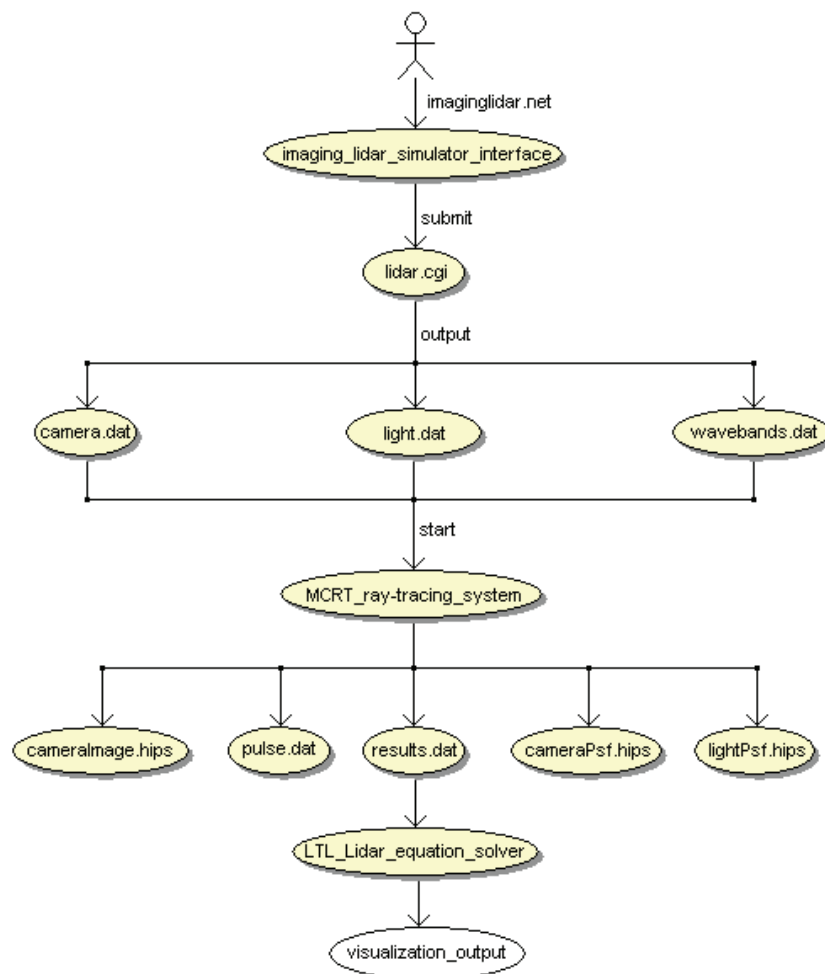 imaginglidar.net
imaging_lidar_simulator_interface
submit
lidar.cgi
output
camera.dat
light.dat
wavebands.dat
start
MCRT_ray-tracing_system
cameraImage.hips
pulse.dat
results.dat
cameraPsf.hips
lightPsf.hips
LTL_Lidar_equation_solver
visualization_output